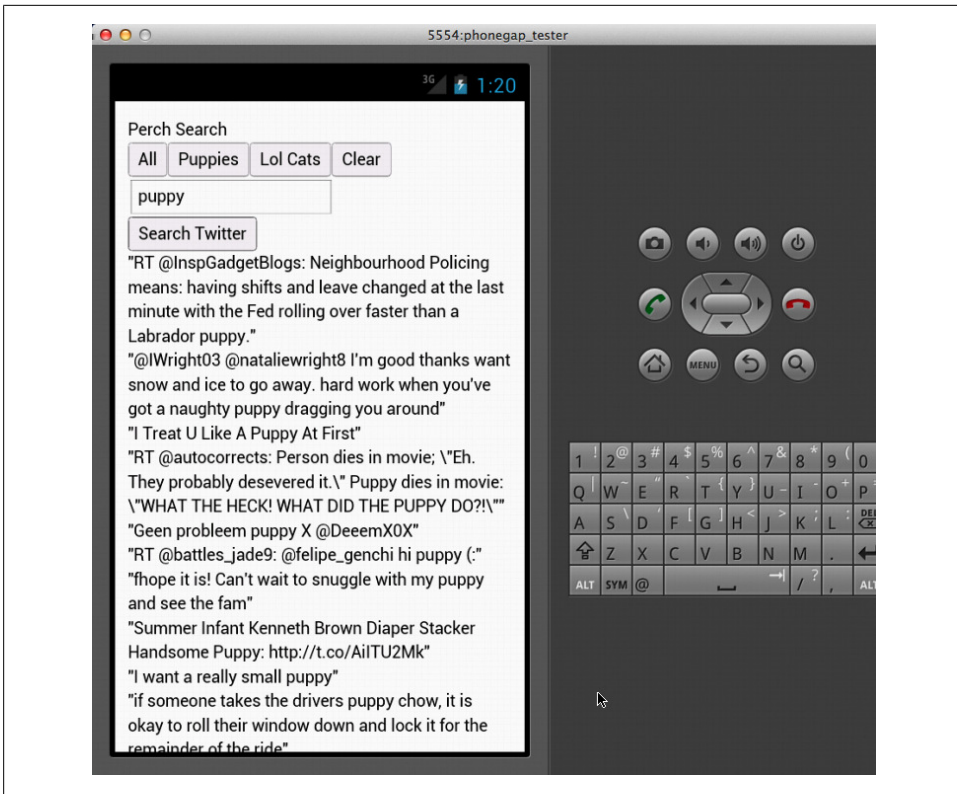 5554:phonegap_tester
3G 1:20
Perch Search
All Puppies Lol Cats Clear
puppy
Search Twitter
"RT @InspGadgetBlogs: Neighbourhood Policing
means: having shifts and leave changed at the last
minute with the Fed rolling over faster than a
Labrador puppy."
"@IWright03 @nataliewright8 I'm good thanks want
snow and ice to go away. hard work when you've
got a naughty puppy dragging you around"
"I Treat U Like A Puppy At First"
"RT @autocorrects: Person dies in movie; \"Eh.
They probably desevered it.\" Puppy dies in movie:
\"WHAT THE HECK! WHAT DID THE PUPPY DO?!\""
"Geen probleem puppy X @DeeemX0X"
"RT @battles_jade9: @felipe_genchi hi puppy (:"
"fhope it is! Can't wait to snuggle with my puppy
and see the fam"
"Summer Infant Kenneth Brown Diaper Stacker
Handsome Puppy: http://t.co/AiITU2Mk"
"I want a really small puppy"
"if someone takes the drivers puppy chow, it is
okay to roll their window down and lock it for the
remainder of the ride"
MENU
1 ! 2 @ 3 # 4 $ 5 % 6 ^ 7 & 8 * 9 ( 0
Q | W ~ E " R ` T { Y } U _ I - O + P =
A S \ D ' F [ G ] H < J > K ; L : DEL
Z X C V B N M .
ALT SYM @ / ? , ALT